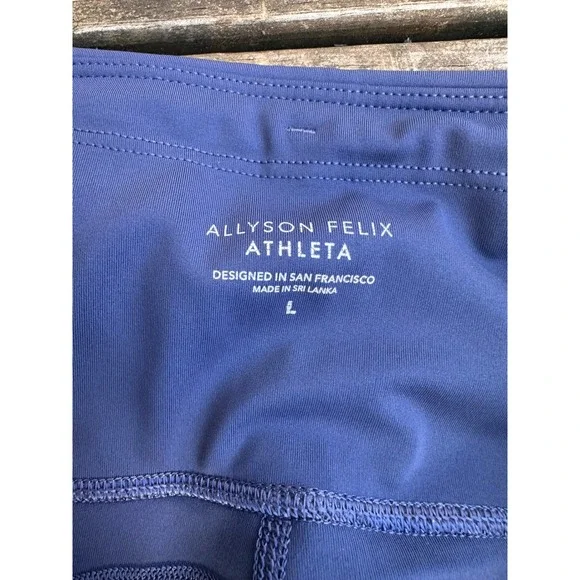 ALLYSON FELIX
ATHLETA
DESIGNED IN SAN FRANCISCO
MADE IN SRI LANKA
L